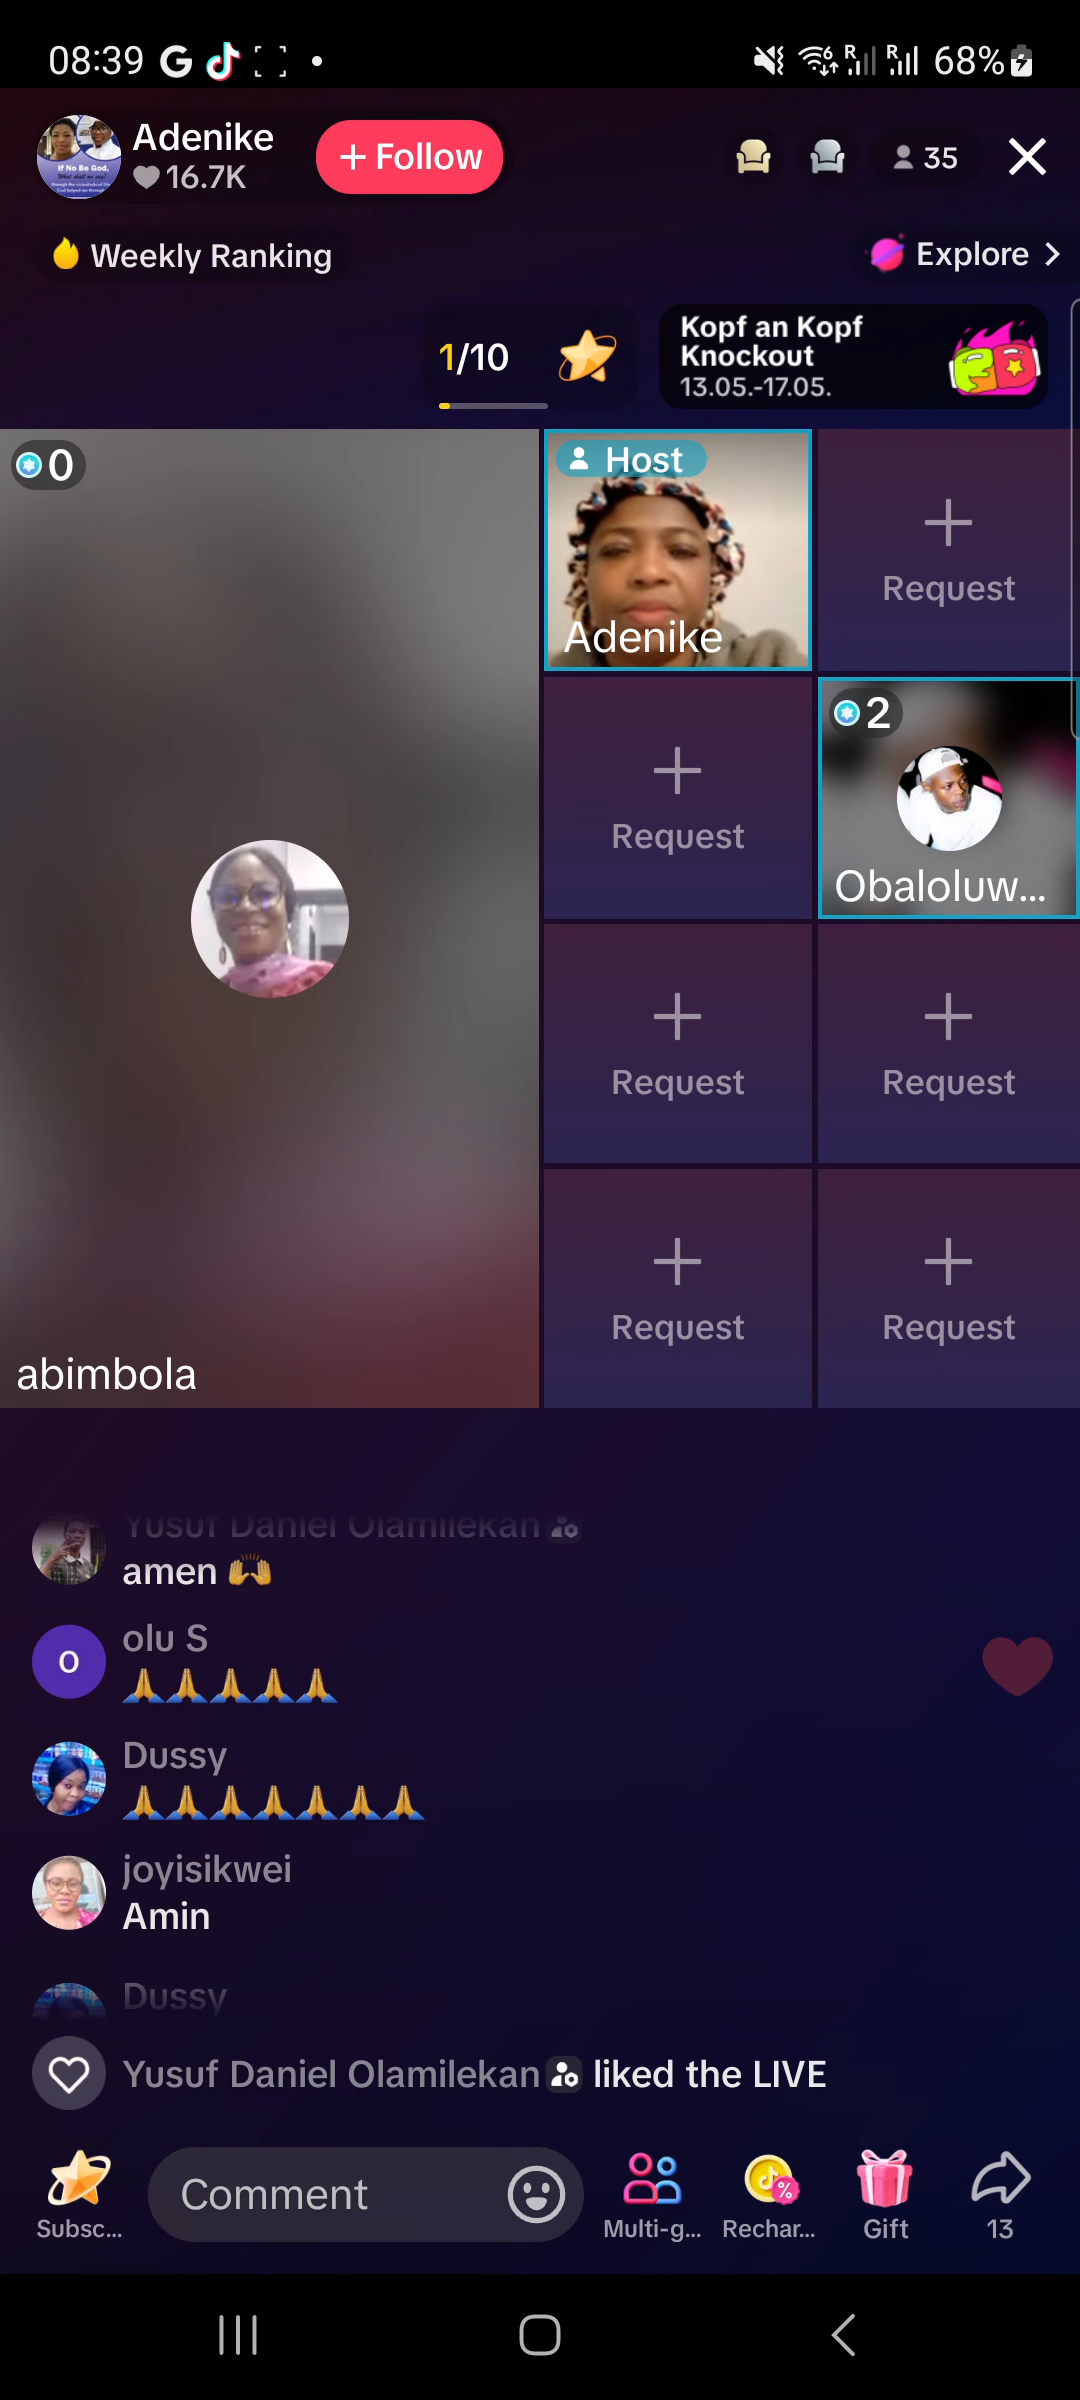 08:39
68%
Adenike
16.7K
+ Follow
35
Weekly Ranking
Explore >
1/10
Kopf an Kopf
Knockout
13.05.-17.05.
0
Host
Adenike
Request
Request
2
Obaloluw...
Request
Request
Request
Request
abimbola
Yusuf Daniel Olamilekan
amen 🙌
olu S
🙏🙏🙏🙏🙏
Dussy
🙏🙏🙏🙏🙏🙏🙏
joyisikwei
Amin
Dussy
Yusuf Daniel Olamilekan liked the LIVE
Comment
Subsc...
Multi-g...
Rechar...
Gift
13